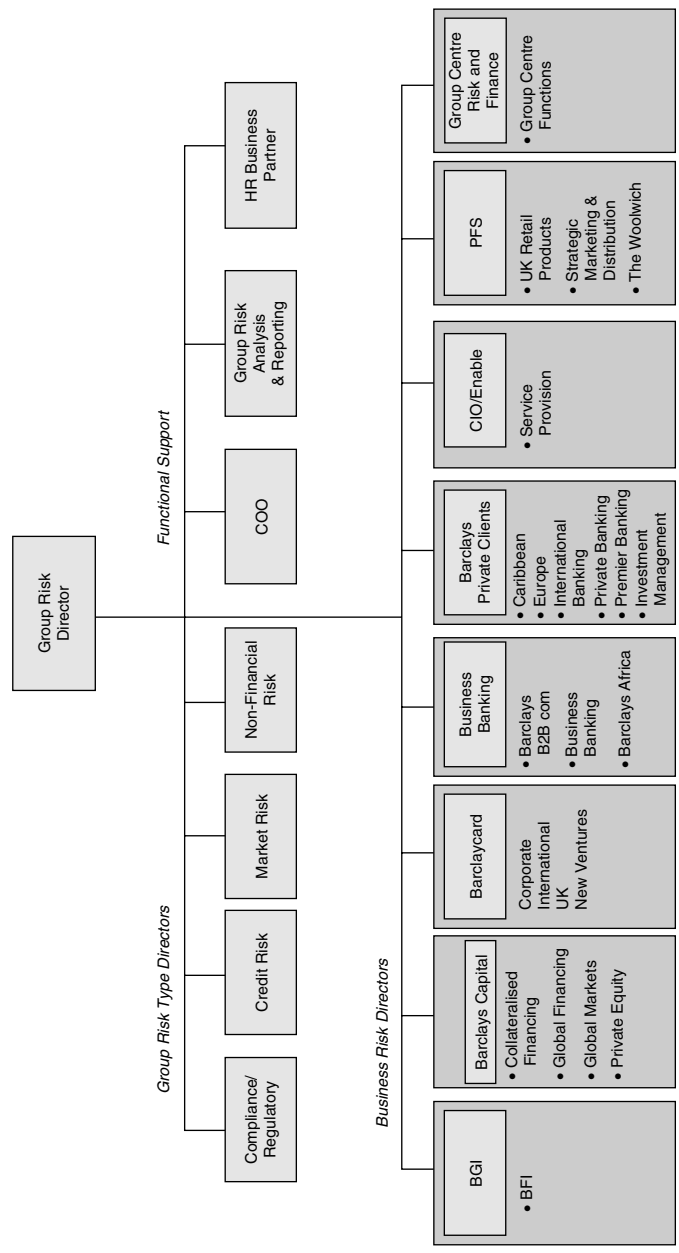 Group Risk
Director
Group Risk Type Directors
Functional Support
Compliance/
Regulatory
Credit Risk
Market Risk
Non-Financial
Risk
COO
Group Risk
Analysis
& Reporting
HR Business
Partner
Business Risk Directors
BGI
• BFI
Barclays Capital
• Collateralised
Financing
• Global Financing
• Global Markets
• Private Equity
Barclaycard
Corporate
International
UK
New Ventures
Business
Banking
• Barclays
B2B com
• Business
Banking
• Barclays Africa
Barclays
Private Clients
• Caribbean
• Europe
• International
Banking
• Private Banking
• Premier Banking
• Investment
Management
CIO/Enable
• Service
Provision
PFS
• UK Retail
Products
• Strategic
Marketing &
Distribution
• The Woolwich
Group Centre
Risk and
Finance
• Group Centre
Functions